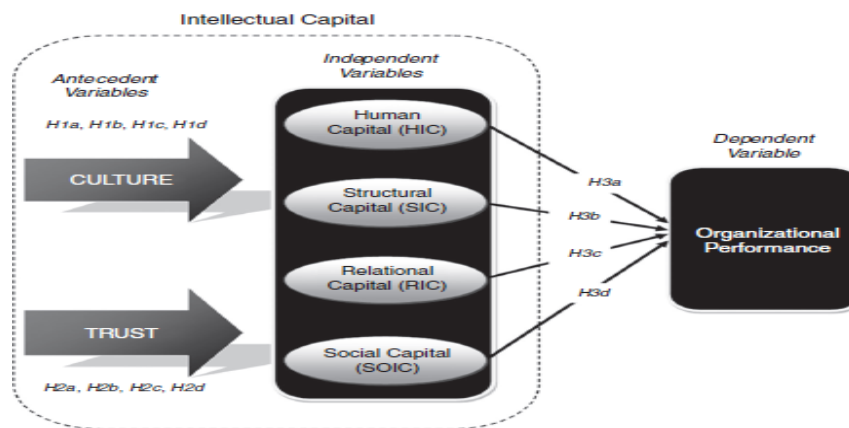 Intellectual Capital
Antecedent
Variables
H1a, H1b, H1c, H1d
CULTURE
TRUST
H2a, H2b, H2c, H2d
Independent
Variables
Human
Capital (HIC)
Structural
Capital (SIC)
Relational
Capital (RIC)
Social Capital
(SOIC)
H3a
H3b
H3c
H3d
Dependent
Variable
Organizational
Performance